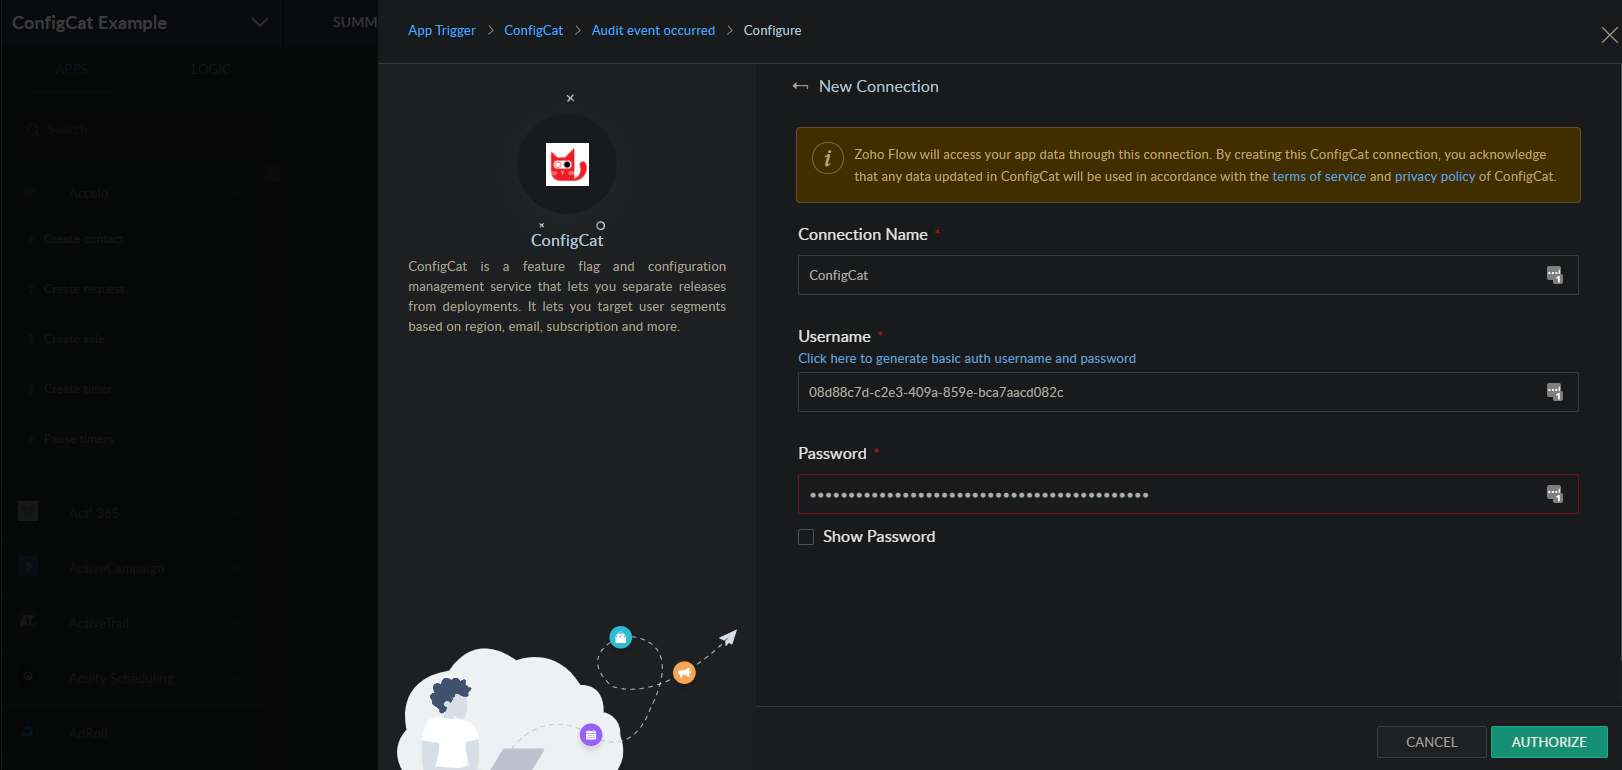 ConfigCat Example
SUMM
APPS
LOGIC
Search
Accelo
Create contact
Create request
Create sale
Create timer
Pause timers
Act! 365
ActiveCampaign
AT.
ActiveTrail
Acuity Scheduling
AdRoll
App Trigger > ConfigCat > Audit event occurred > Configure
ConfigCat
ConfigCat is a feature flag and configuration
management service that lets you separate releases
from deployments. It lets you target user segments
based on region, email, subscription and more.
New Connection
Zoho Flow will access your app data through this connection. By creating this ConfigCat connection, you acknowledge
that any data updated in ConfigCat will be used in accordance with the terms of service and privacy policy of ConfigCat.
Connection Name *
ConfigCat
Username *
Click here to generate basic auth username and password
08d88c7d-c2e3-409a-859e-bca7aacd082c
Password *
Show Password
CANCEL
AUTHORIZE